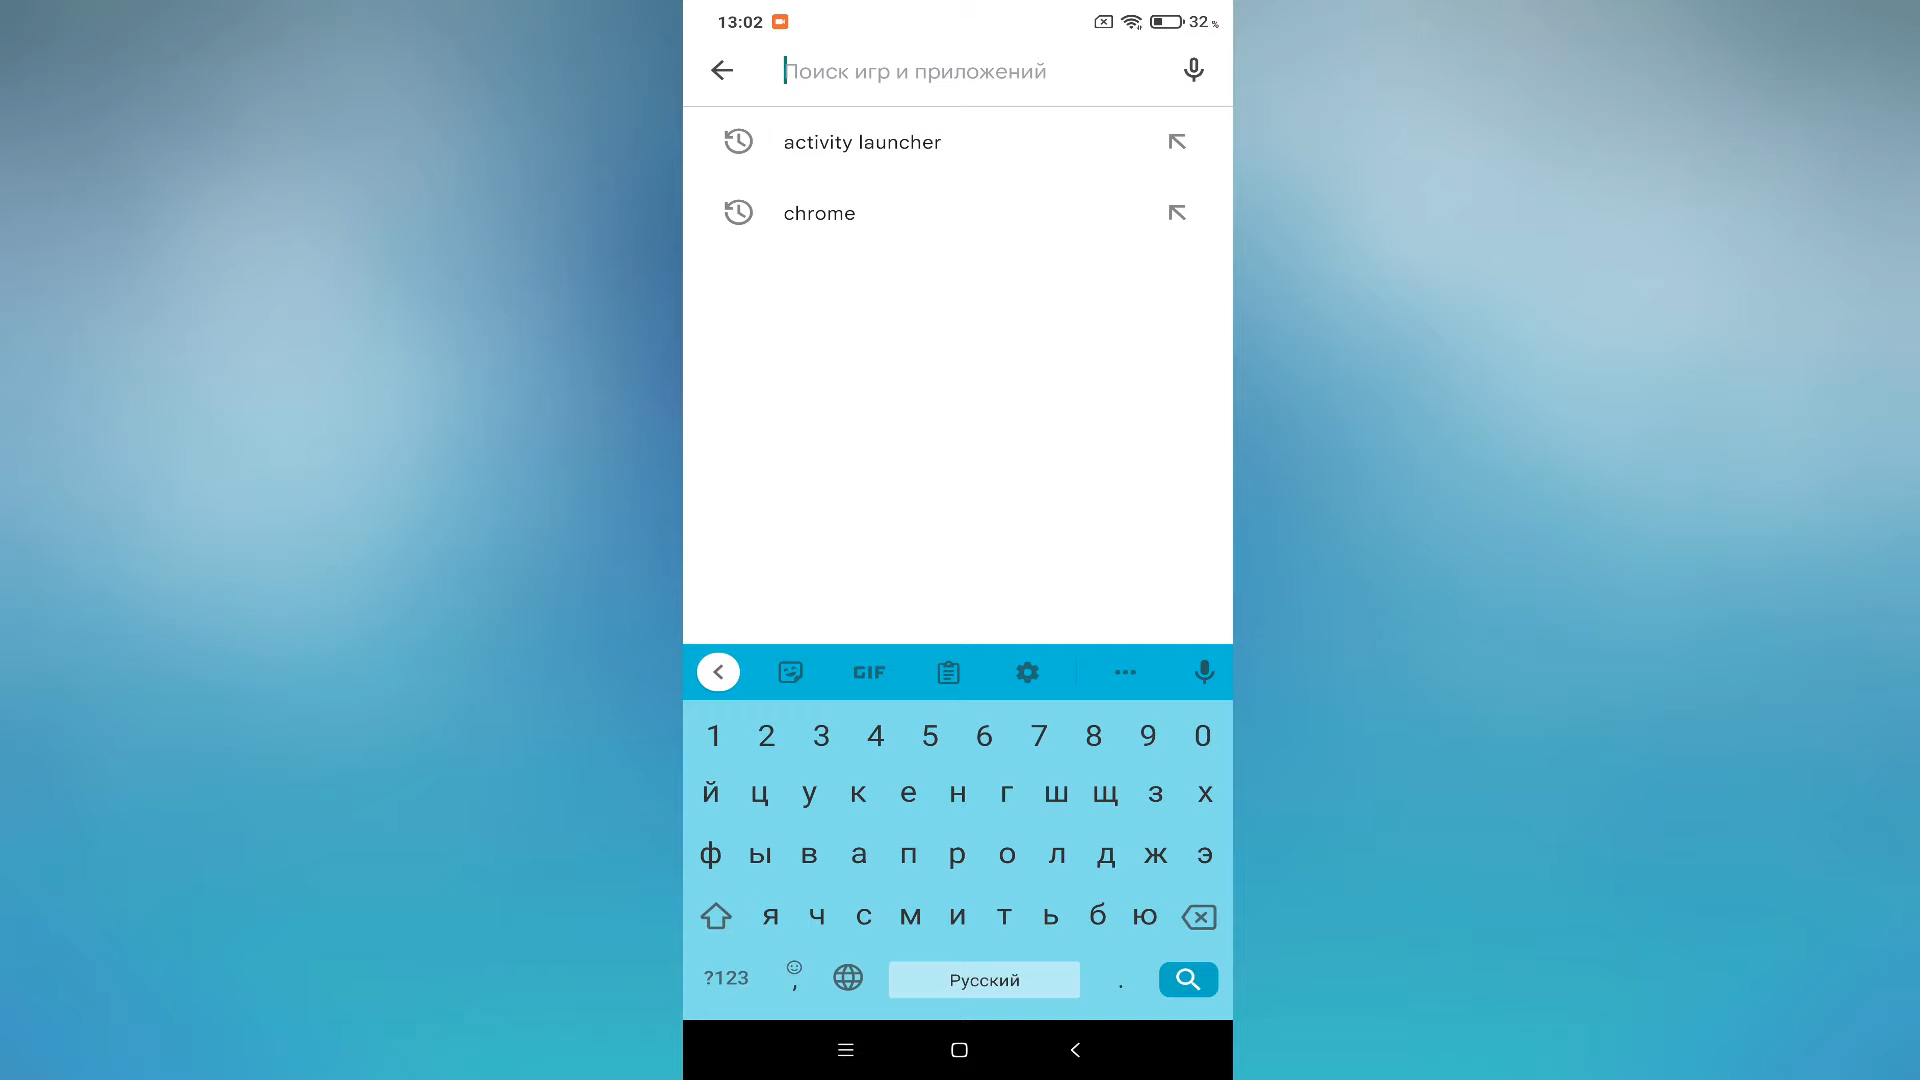 13:02
32 %
Поиск игр и приложений
activity launcher
chrome
GIF
1 2 3 4 5 6 7 8 9 0
й ц у к е н г ш щ з х
ф ы в а п р о л д ж э
я ч с м и т ь б ю
?123 , Русский .